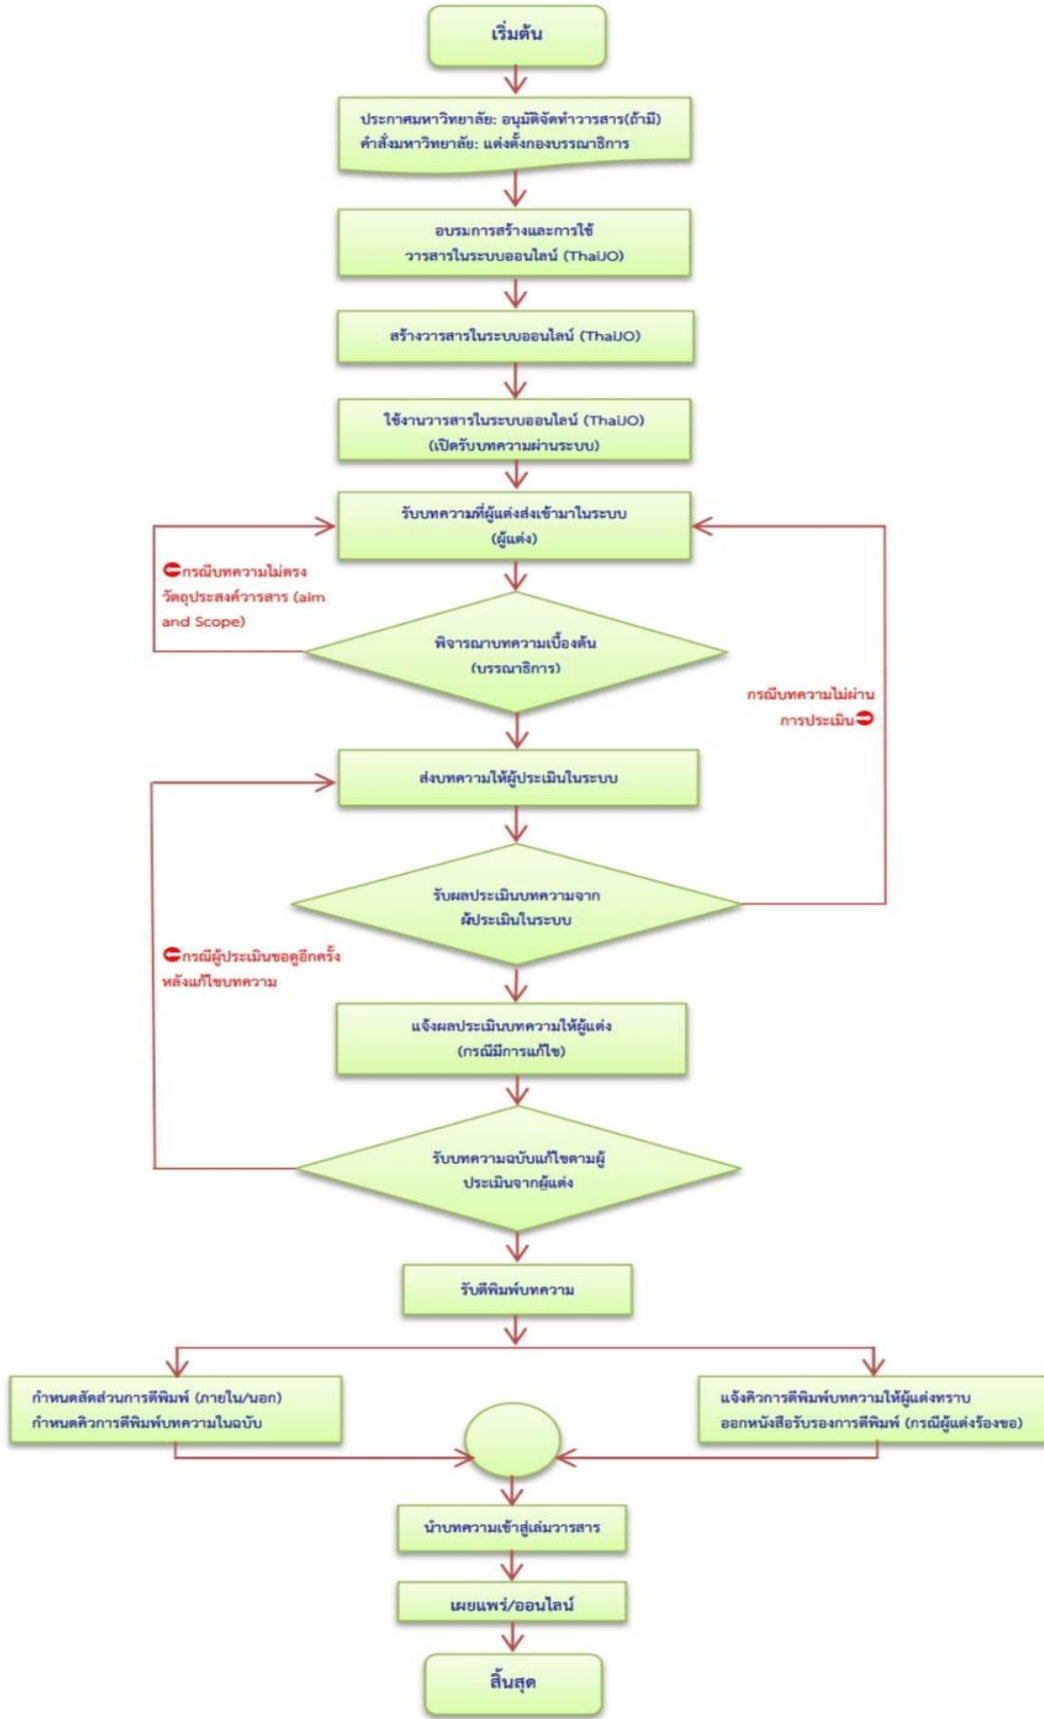 เริ่มต้น
ประกาศมหาวิทยาลัย: อนุมัติจัดทำวารสาร(ถ้ามี)
คำสั่งมหาวิทยาลัย: แต่งตั้งกองบรรณาธิการ
อบรมการสร้างและการใช้
วารสารในระบบออนไลน์ (ThaiJO)
สร้างวารสารในระบบออนไลน์ (ThaiJO)
ใช้งานวารสารในระบบออนไลน์ (ThaiJO)
(เปิดรับบทความผ่านระบบ)
รับบทความที่ผู้แต่งส่งเข้ามาในระบบ
(ผู้แต่ง)
กรณีบทความไม่ตรง
วัตถุประสงค์วารสาร (aim
and Scope)
พิจารณาบทความเบื้องต้น
(บรรณาธิการ)
กรณีบทความไม่ผ่าน
การประเมิน
ส่งบทความให้ผู้ประเมินในระบบ
รับผลประเมินบทความจาก
ผู้ประเมินในระบบ
กรณีผู้ประเมินขอดูอีกครั้ง
หลังแก้ไขบทความ
แจ้งผลประเมินบทความให้ผู้แต่ง
(กรณีมีการแก้ไข)
รับบทความฉบับแก้ไขตามผู้
ประเมินจากผู้แต่ง
รับตีพิมพ์บทความ
กำหนดสัดส่วนการตีพิมพ์ (ภายใน/นอก)
กำหนดคิวการตีพิมพ์บทความในฉบับ
แจ้งคิวการตีพิมพ์บทความให้ผู้แต่งทราบ
ออกหนังสือรับรองการตีพิมพ์ (กรณีผู้แต่งร้องขอ)
นำบทความเข้าสู่เล่มวารสาร
เผยแพร่/ออนไลน์
สิ้นสุด